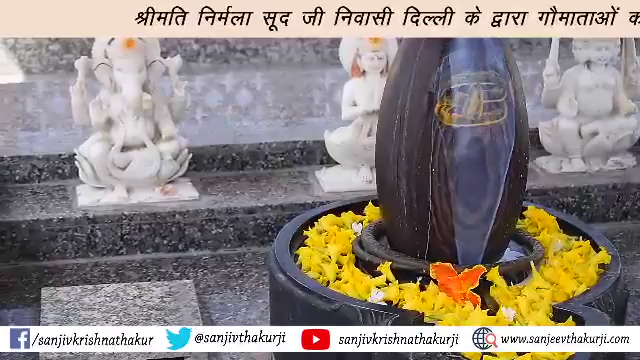 श्रीमति निर्मला सूद जी निवासी दिल्ली के द्वारा गौमाताओं
/sanjivkrishnathakur @sanjivthakurji /sanjivkrishnathakurji www.sanjeevthakurji.com